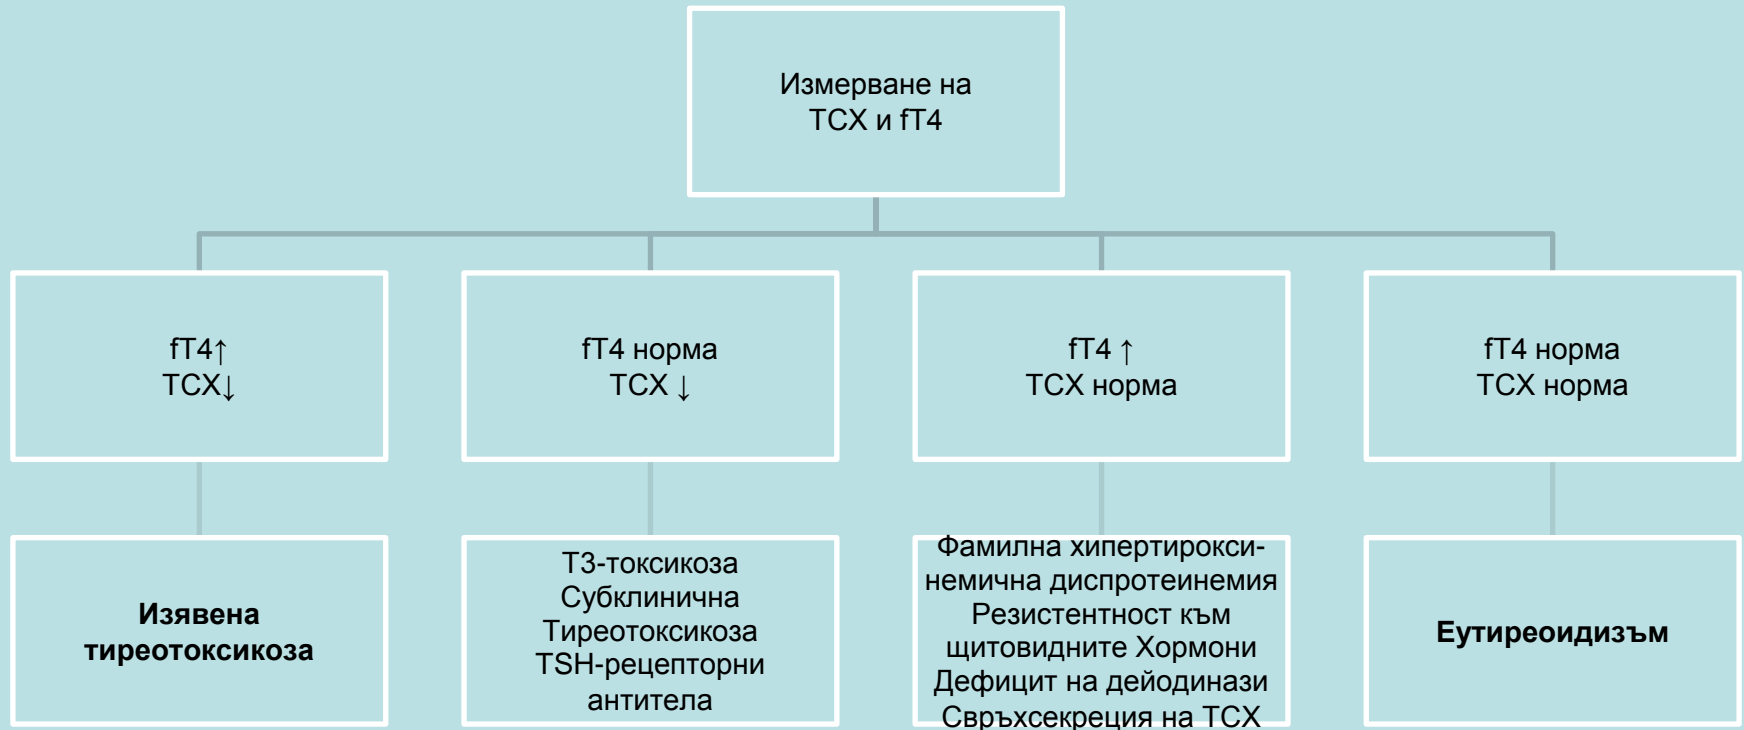 Измерване на
ТСХ и fT4
fT4↑
ТСХ↓
fT4 норма
ТСХ ↓
fT4 ↑
ТСХ норма
fT4 норма
ТСХ норма
Изявена
тиреотоксикоза
Т3-токсикоза
Субклинична
Тиреотоксикоза
TSH-рецепторни
антитела
Фамилна хипертирокси-
немична диспротеинемия
Резистентност към
щитовидните Хормони
Дефицит на дейодинази
Свръхсекреция на ТСХ
Еутиреоидизъм